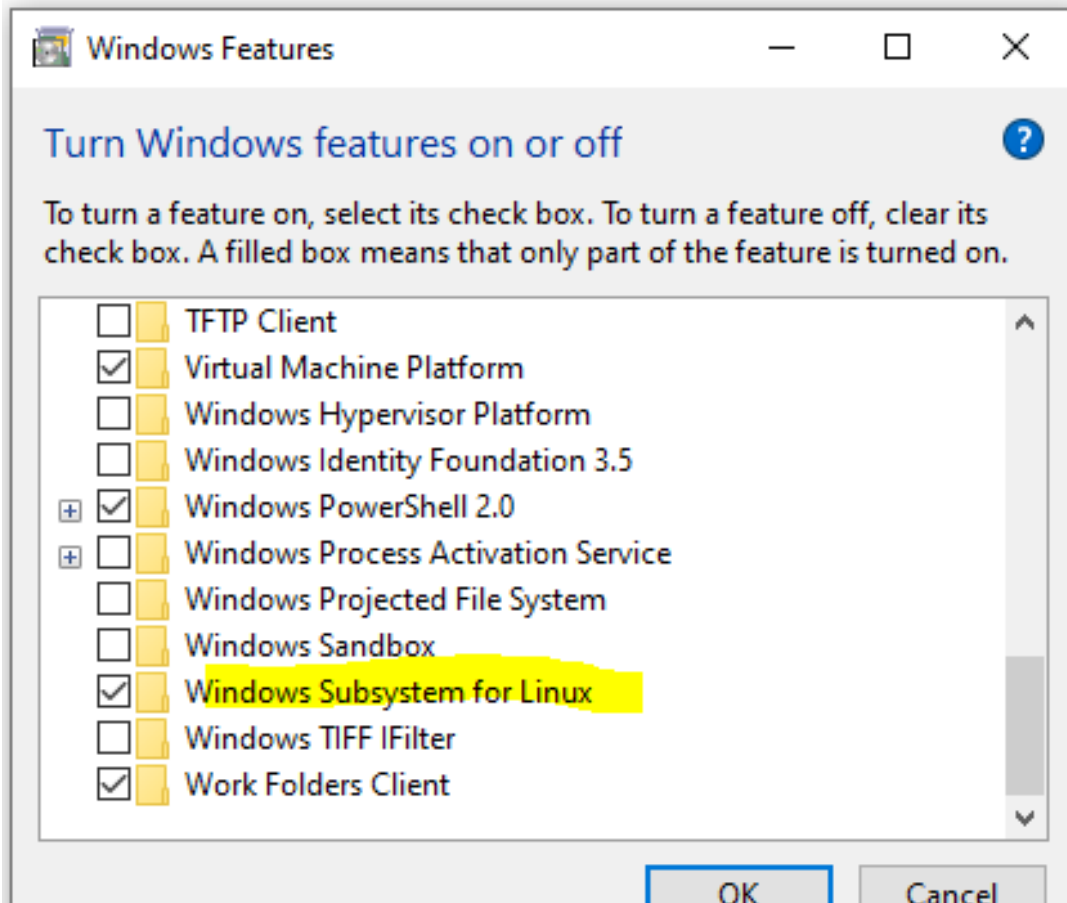 Windows Features
Turn Windows features on or off
?
To turn a feature on, select its check box. To turn a feature off, clear its
check box. A filled box means that only part of the feature is turned on.
TFTP Client
Virtual Machine Platform
Windows Hypervisor Platform
Windows Identity Foundation 3.5
Windows PowerShell 2.0
Windows Process Activation Service
Windows Projected File System
Windows Sandbox
Windows Subsystem for Linux
Windows TIFF IFilter
Work Folders Client
OK Cancel